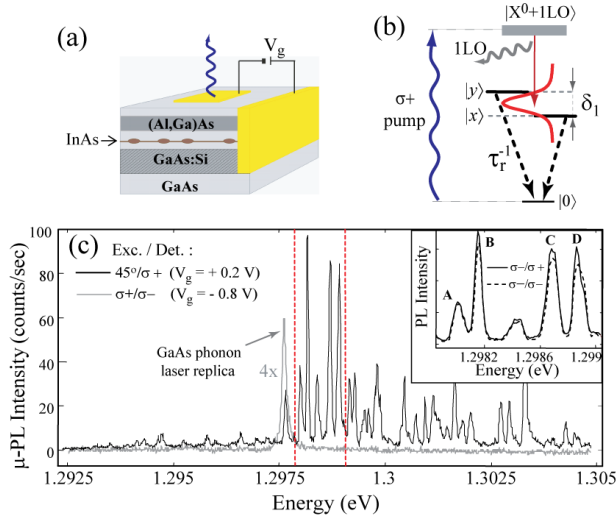 (a)
V_g
(Al,Ga)As
InAs
GaAs:Si
GaAs
(b)
|X⁰+1LO⟩
1LO
σ+
pump
|y⟩
|x⟩
δ₁
τ_r⁻¹
|0⟩
(c)
Exc. / Det. :
45º/σ+ (V_g = + 0.2 V)
σ+/σ− (V_g = - 0.8 V)
GaAs phonon
laser replica
4x
μ-PL Intensity (counts/sec)
100
80
60
40
20
0
1.2925
1.295
1.2975
1.3
1.3025
1.305
Energy (eV)
PL Intensity
A
B
C
D
σ−/σ+
σ−/σ−
1.2982
1.2986
1.299
Energy (eV)